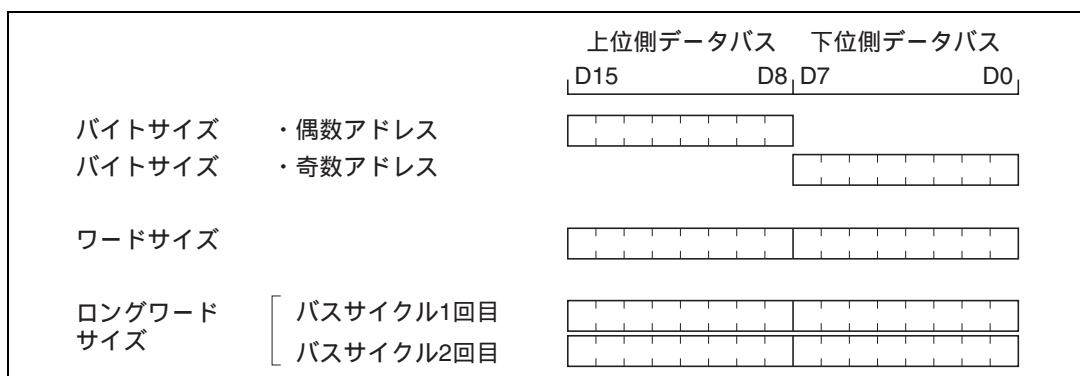 上位側データバス 下位側データバス
D15 D8 D7 D0
バイトサイズ ・偶数アドレス
バイトサイズ ・奇数アドレス
ワードサイズ
ロングワード バスサイクル1回目
サイズ バスサイクル2回目